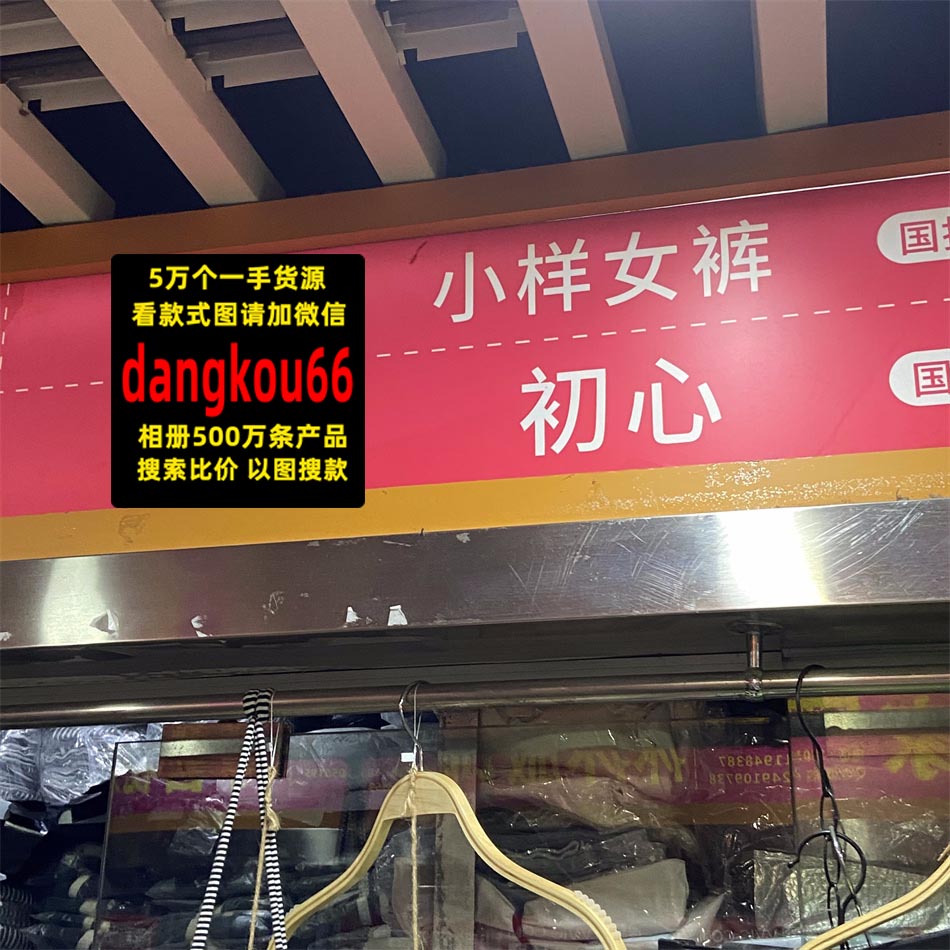 小样女裤
国
初心
国
5万个一手货源
看款式图请加微信
dangkou66
相册500万条产品
搜索比价 以图搜款